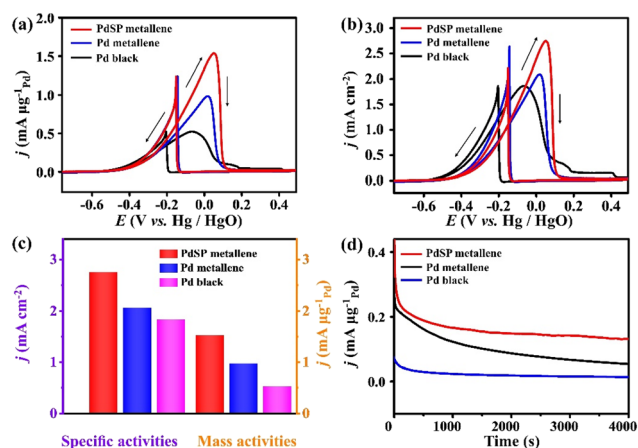 (a)
PdSP metallene
Pd metallene
Pd black
j (mA μg⁻¹Pd)
2.0
1.5
1.0
0.5
0.0
-0.6 -0.4 -0.2 0.0 0.2 0.4
E (V vs. Hg / HgO)
(b)
PdSP metallene
Pd metallene
Pd black
j (mA cm⁻²)
3.0
2.5
2.0
1.5
1.0
0.5
0.0
-0.6 -0.4 -0.2 0.0 0.2 0.4
E (V vs. Hg / HgO)
(c)
PdSP metallene
Pd metallene
Pd black
j (mA cm⁻²)
3
2
1
0
j (mA μg⁻¹Pd)
3
2
1
0
Specific activities Mass activities
(d)
PdSP metallene
Pd metallene
Pd black
j (mA μg⁻¹Pd)
0.4
0.2
0.0
0 1000 2000 3000 4000
Time (s)